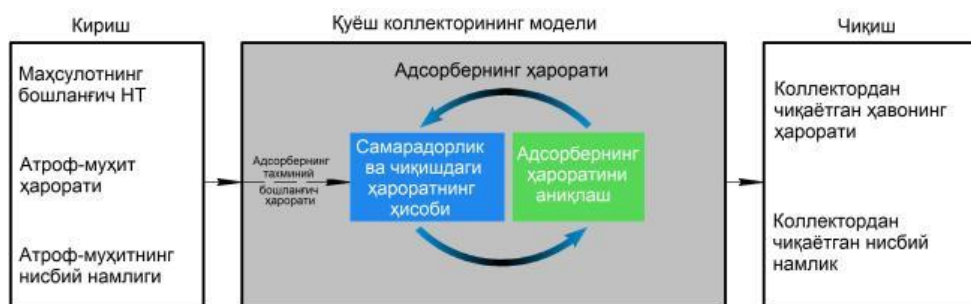 Кириш
Маҳсулотнинг
бошланғич НТ
Атроф-муҳит
ҳарорати
Атроф-муҳитнинг
нисбий намлиги
Қуёш коллекторининг модели
Адсорбернинг ҳарорати
Адсорбернинг
тахминий
бошланғич
ҳарорати
Самарадорлик
ва чиқишдаги
ҳароратнинг
ҳисоби
Адсорбернинг
ҳароратини
аниқлаш
Чиқиш
Коллектордан
чиқаётган ҳавонинг
ҳарорати
Коллектордан
чиқаётган нисбий
намлик